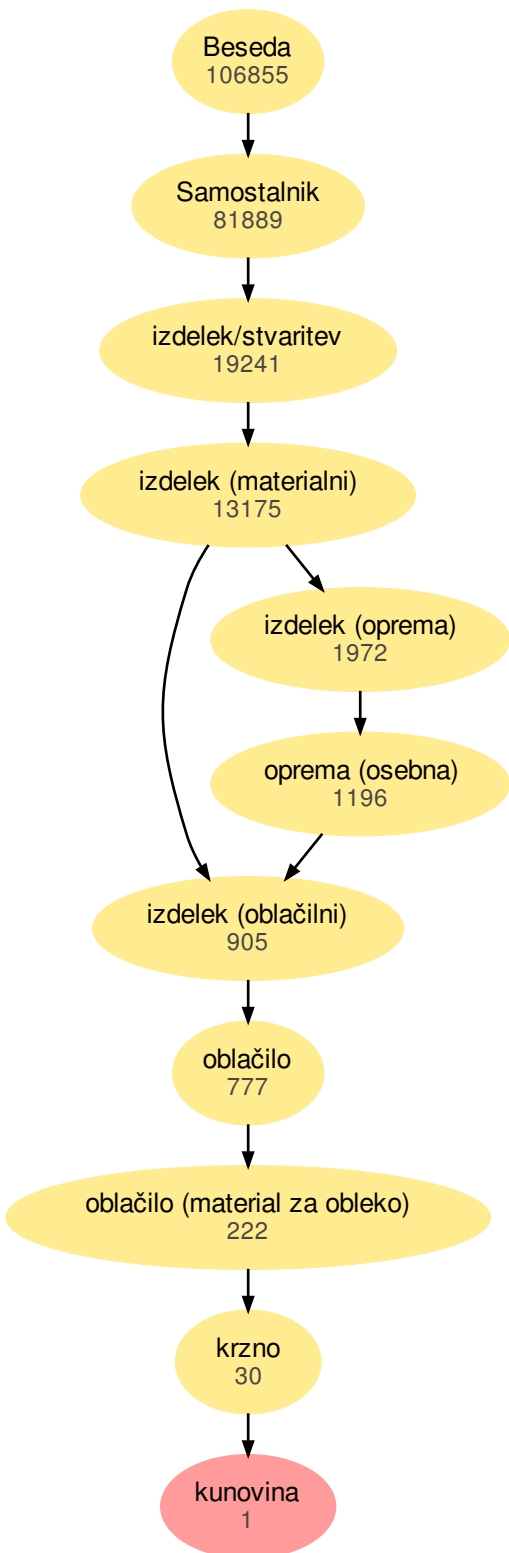 Beseda
106855
Samostalnik
81889
izdelek/stvaritev
19241
izdelek (materialni)
13175
izdelek (oprema)
1972
oprema (osebna)
1196
izdelek (oblačilni)
905
oblačilo
777
oblačilo (material za obleko)
222
krzno
30
kunovina
1